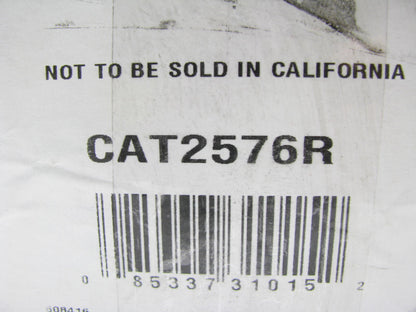 NOT TO BE SOLD IN CALIFORNIA
CAT2576R
0 85337 31015 2